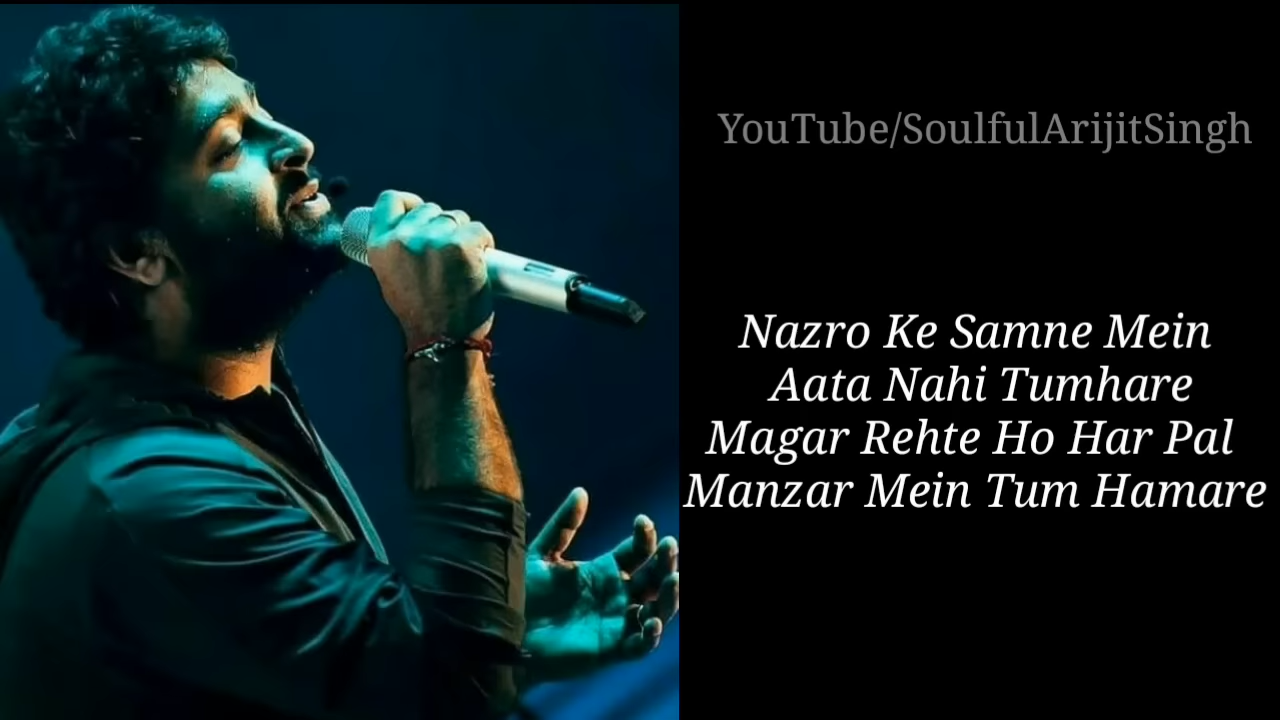 YouTube/SoulfulArijitSingh
Nazro Ke Samne Mein
Aata Nahi Tumhare
Magar Rehte Ho Har Pal
Manzar Mein Tum Hamare